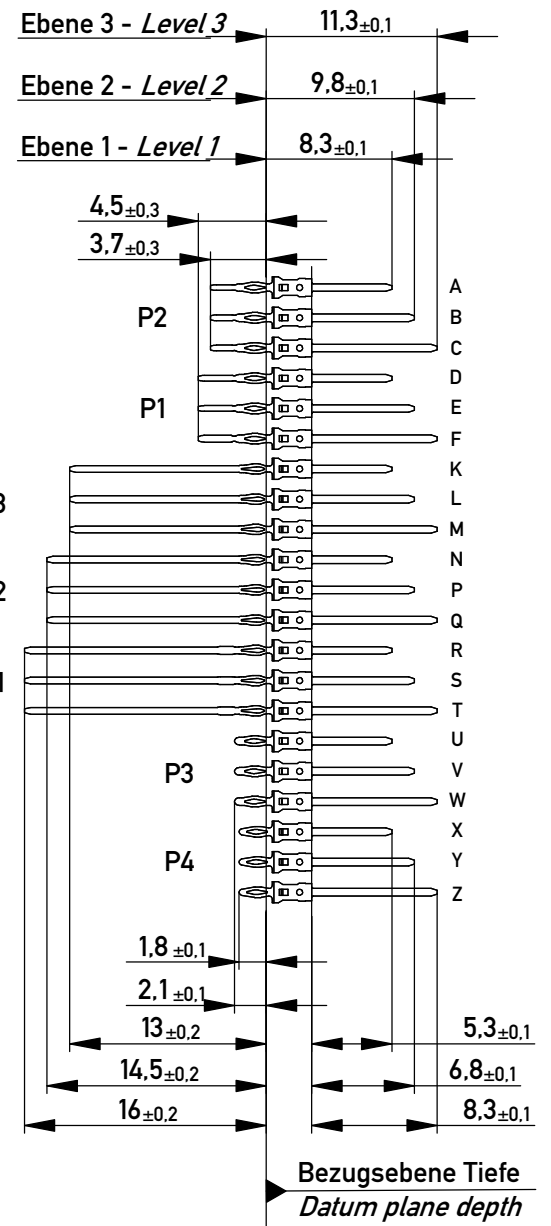 Ebene 3 - Level 3 11,3±0,1
Ebene 2 - Level 2 9,8±0,1
Ebene 1 - Level 1 8,3±0,1
4,5±0,3
3,7±0,3
A
P2 B
C
D
P1 E
F
K
3 L
M
N
2 P
Q
R
1 S
T
U
P3 V
W
X
P4 Y
Z
1,8 ±0,1
2,1 ±0,1
13±0,2 5,3±0,1
14,5±0,2 6,8±0,1
16±0,2 8,3±0,1
Bezugsebene Tiefe
Datum plane depth